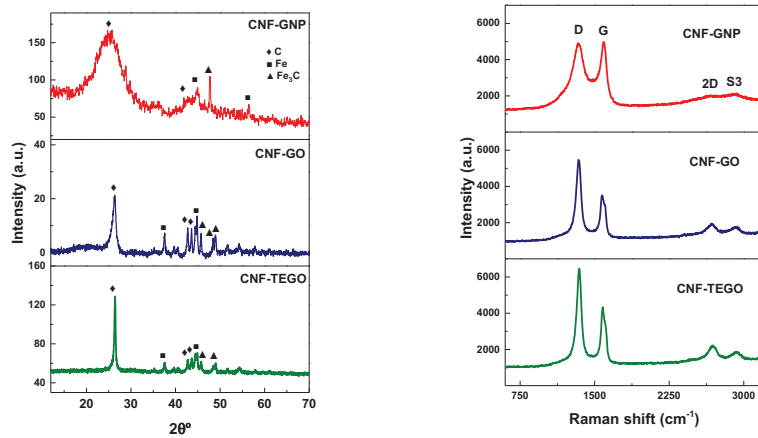 CNF-GNP
150
100
50
♦ C
■ Fe
▲ Fe₃C
CNF-GO
40
20
0
CNF-TEGO
160
120
80
40
Intensity (a.u.)
20 30 40 50 60 70
2θº
CNF-GNP
6000
4000
2000
D G
2D S3
CNF-GO
6000
4000
2000
CNF-TEGO
6000
4000
2000
Intensity (a.u.)
750 1500 2250 3000
Raman shift (cm⁻¹)